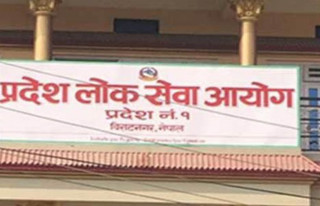 प्रदेश लोक सेवा आयोग
प्रदेश नं. १
विराटनगर, नेपाल